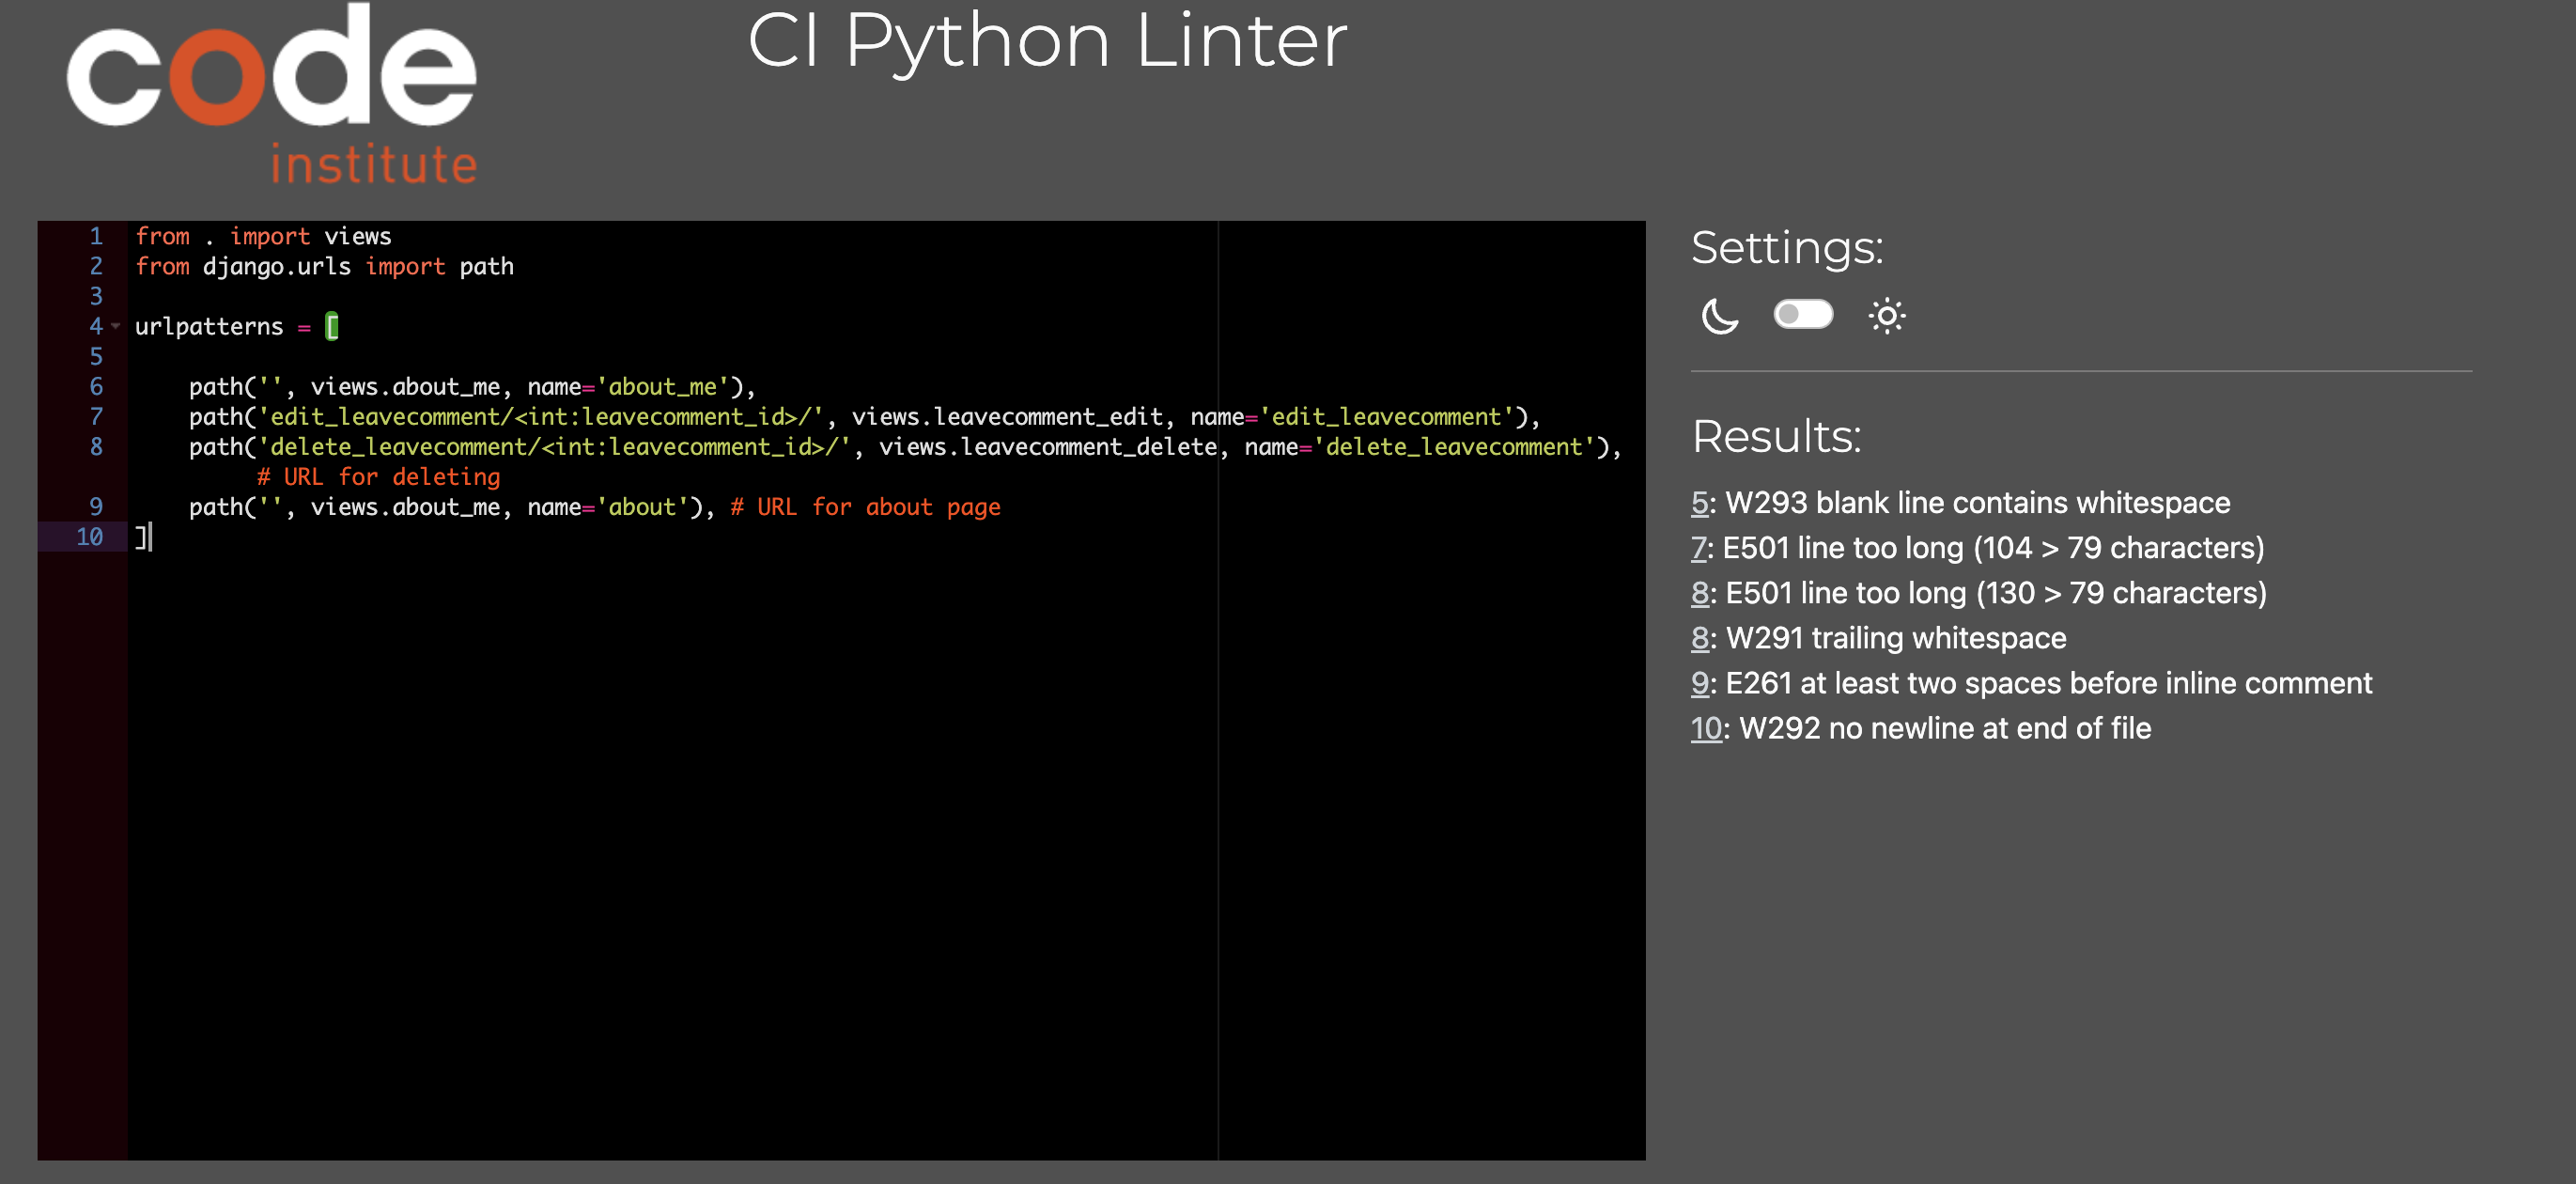 code
institute
CI Python Linter
1 from . import views
2 from django.urls import path
3
4 urlpatterns = [
5
6     path('', views.about_me, name='about_me'),
7     path('edit_leavecomment/<int:leavecomment_id>/', views.leavecomment_edit, name='edit_leavecomment'),
8     path('delete_leavecomment/<int:leavecomment_id>/', views.leavecomment_delete, name='delete_leavecomment'),
# URL for deleting
9     path('', views.about_me, name='about'), # URL for about page
10 ]
Settings:
Results:
5: W293 blank line contains whitespace
7: E501 line too long (104 > 79 characters)
8: E501 line too long (130 > 79 characters)
8: W291 trailing whitespace
9: E261 at least two spaces before inline comment
10: W292 no newline at end of file